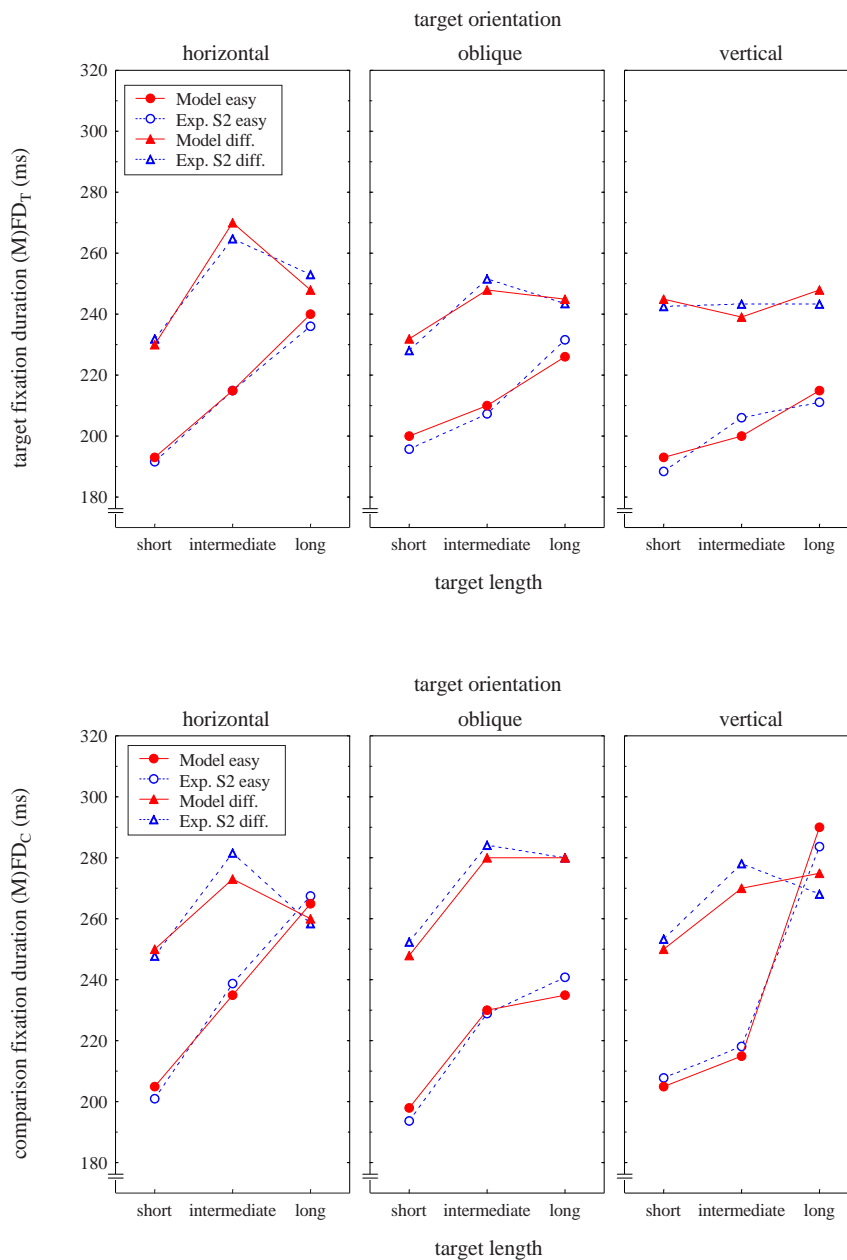 target orientation
horizontal oblique vertical
320
300
280
260
240
220
200
180
Model easy
Exp. S2 easy
Model diff.
Exp. S2 diff.
target fixation duration (M)FD_T (ms)
short intermediate long short intermediate long short intermediate long
target length
target orientation
horizontal oblique vertical
320
300
280
260
240
220
200
180
Model easy
Exp. S2 easy
Model diff.
Exp. S2 diff.
comparison fixation duration (M)FD_C (ms)
short intermediate long short intermediate long short intermediate long
target length